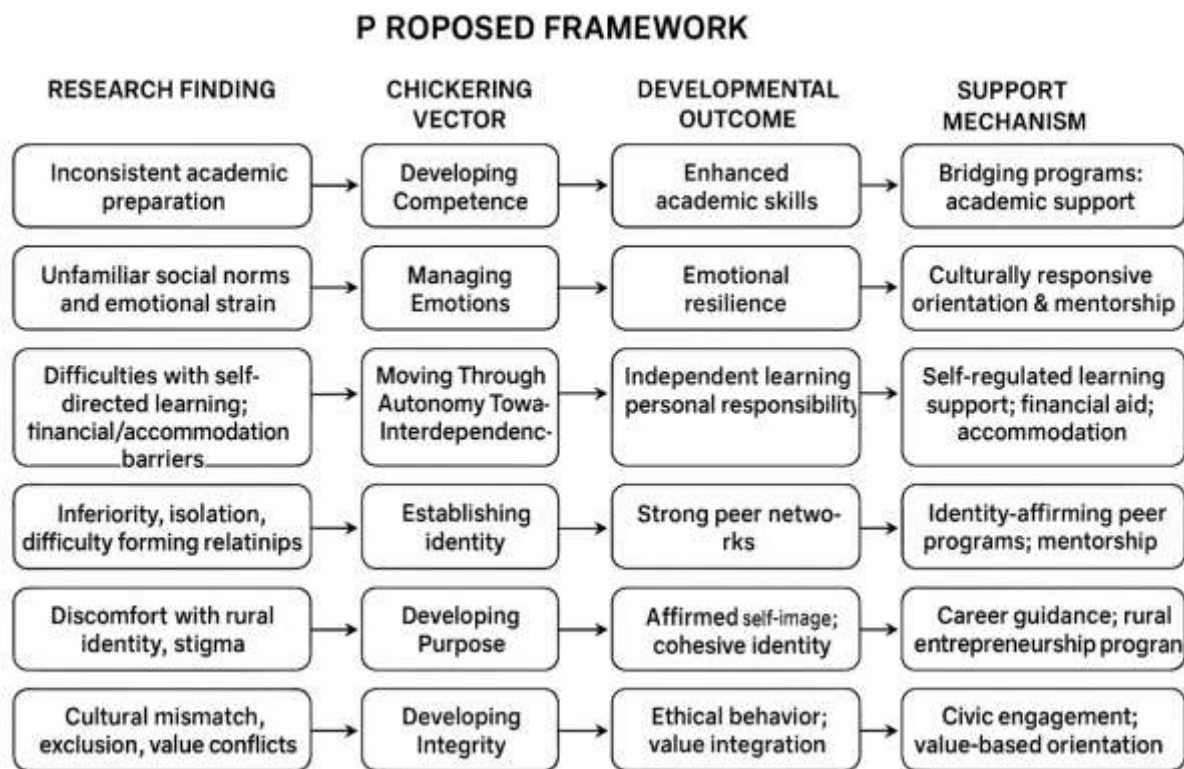 P ROPOSED FRAMEWORK
RESEARCH FINDING
CHICKERING
VECTOR
DEVELOPMENTAL
OUTCOME
SUPPORT
MECHANISM
Inconsistent academic
preparation
Developing
Competence
Enhanced
academic skills
Bridging programs:
academic support
Unfamiliar social norms
and emotional strain
Managing
Emotions
Emotional
resilience
Culturally responsive
orientation & mentorship
Difficulties with self-
directed learning;
financial/accommodation
barriers
Moving Through
Autonomy Towa-
Interdependenc-
Independent learning
personal responsibility
Self-regulated learning
support; financial aid;
accommodation
Inferiority, isolation,
difficulty forming relatinips
Establishing
identity
Strong peer netwo-
rks
Identity-affirming peer
programs; mentorship
Discomfort with rural
identity, stigma
Developing
Purpose
Affirmed self-image;
cohesive identity
Career guidance; rural
entrepreneurship progran
Cultural mismatch,
exclusion, value conflicts
Developing
Integrity
Ethical behavior;
value integration
Civic engagement;
value-based orientation